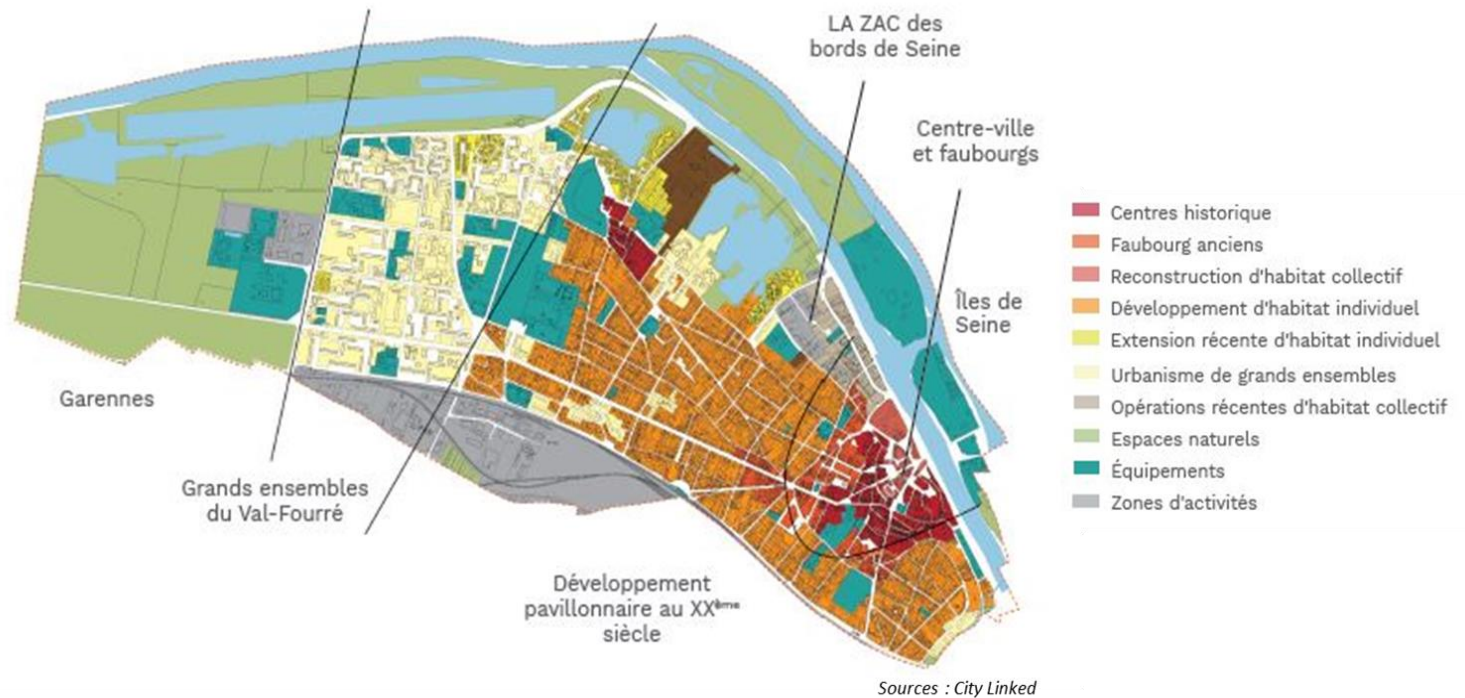 LA ZAC des
bords de Seine
Centre-ville
et faubourgs
Îles de
Seine
Garennes
Grands ensembles
du Val-Fourré
Développement
pavillonnaire au XXème
siècle
Centres historique
Faubourg anciens
Reconstruction d'habitat collectif
Développement d'habitat individuel
Extension récente d'habitat individuel
Urbanisme de grands ensembles
Opérations récentes d'habitat collectif
Espaces naturels
Équipements
Zones d'activités
Sources : City Linked